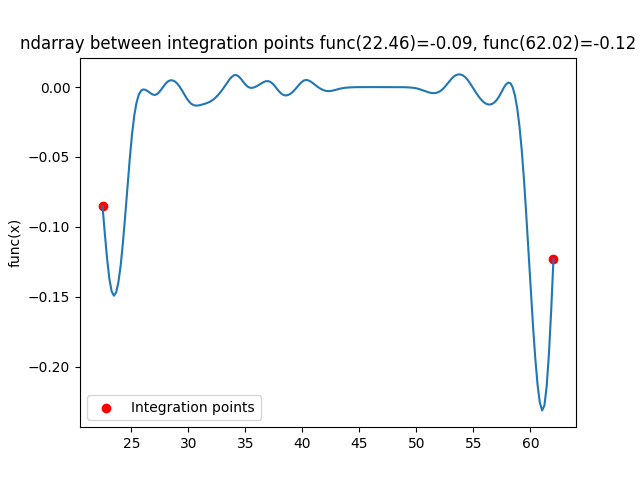 ndarray between integration points func(22.46)=-0.09, func(62.02)=-0.12
0.00
−0.05
−0.10
−0.15
−0.20
func(x)
Integration points
25 30 35 40 45 50 55 60